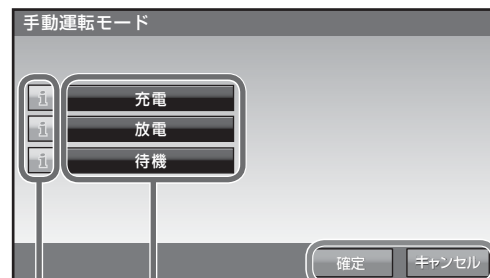 手動運転モード
i 充電
i 放電
i 待機
確定 キャンセル